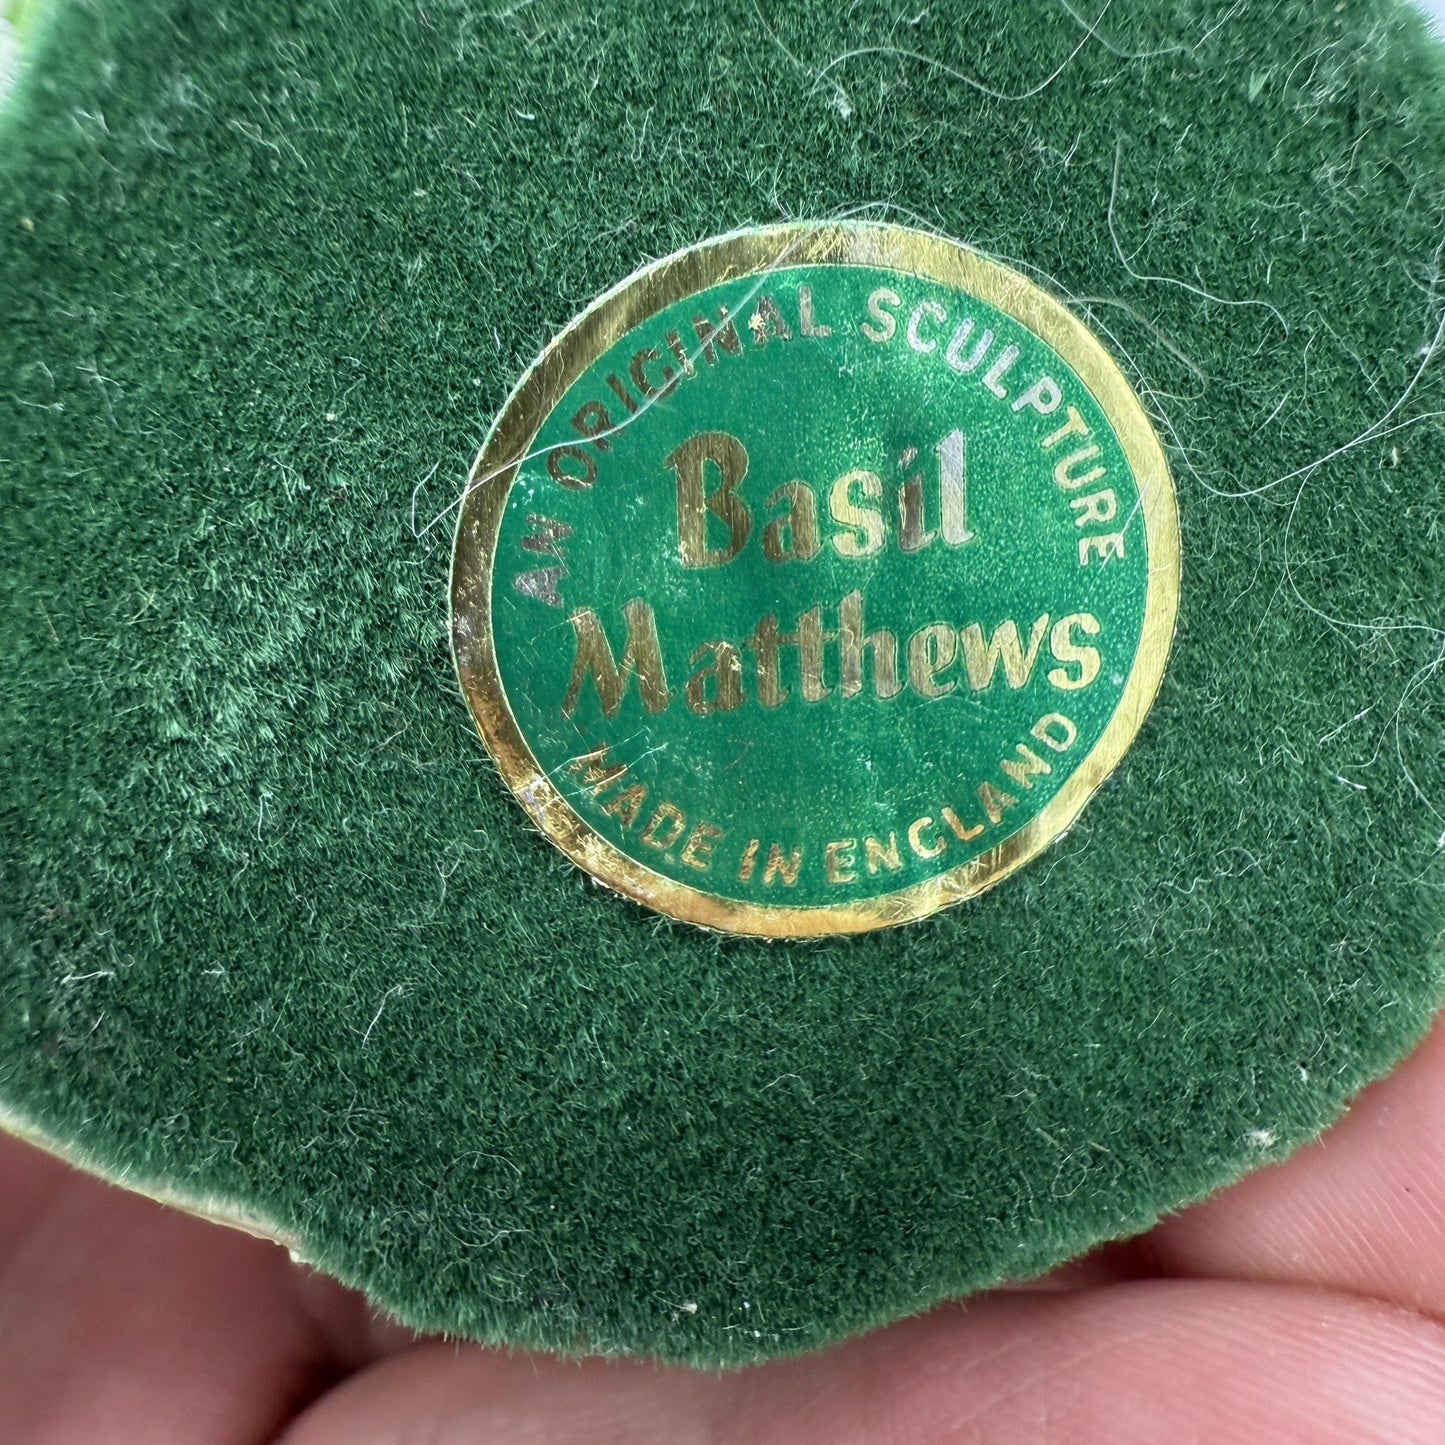 AN ORIGINAL SCULPTURE
Basil
Matthews
MADE IN ENGLAND